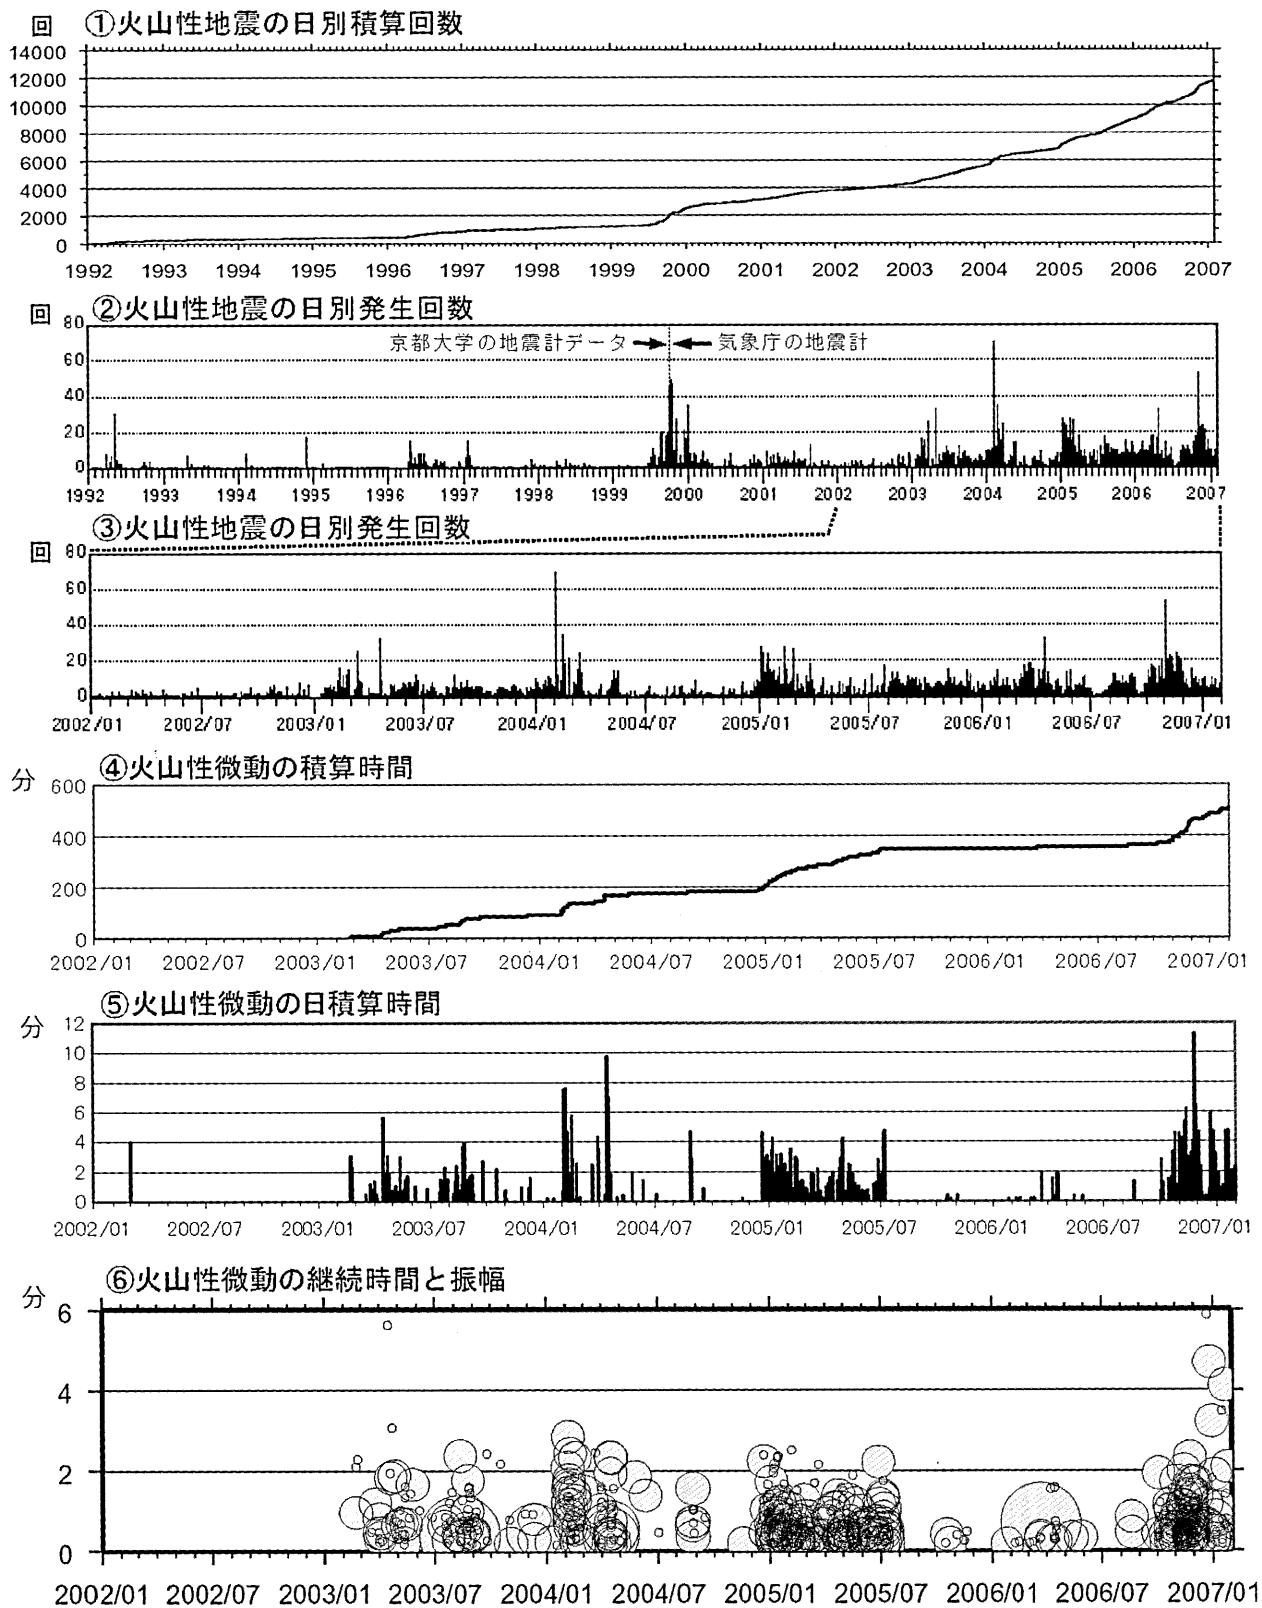 回 ①火山性地震の日別積算回数
14000
12000
10000
8000
6000
4000
2000
0
1992 1993 1994 1995 1996 1997 1998 1999 2000 2001 2002 2003 2004 2005 2006 2007
回 ②火山性地震の日別発生回数
80
京都大学の地震計データ 気象庁の地震計
60
40
20
0
1992 1993 1994 1995 1996 1997 1998 1999 2000 2001 2002 2003 2004 2005 2006 2007
③火山性地震の日別発生回数
回 80
60
40
20
0
2002/01 2002/07 2003/01 2003/07 2004/01 2004/07 2005/01 2005/07 2006/01 2006/07 2007/01
分 ④火山性微動の積算時間
600
400
200
0
2002/01 2002/07 2003/01 2003/07 2004/01 2004/07 2005/01 2005/07 2006/01 2006/07 2007/01
⑤火山性微動の日積算時間
分 12
10
8
6
4
2
0
2002/01 2002/07 2003/01 2003/07 2004/01 2004/07 2005/01 2005/07 2006/01 2006/07 2007/01
⑥火山性微動の継続時間と振幅
分
6
4
2
0
2002/01 2002/07 2003/01 2003/07 2004/01 2004/07 2005/01 2005/07 2006/01 2006/07 2007/01